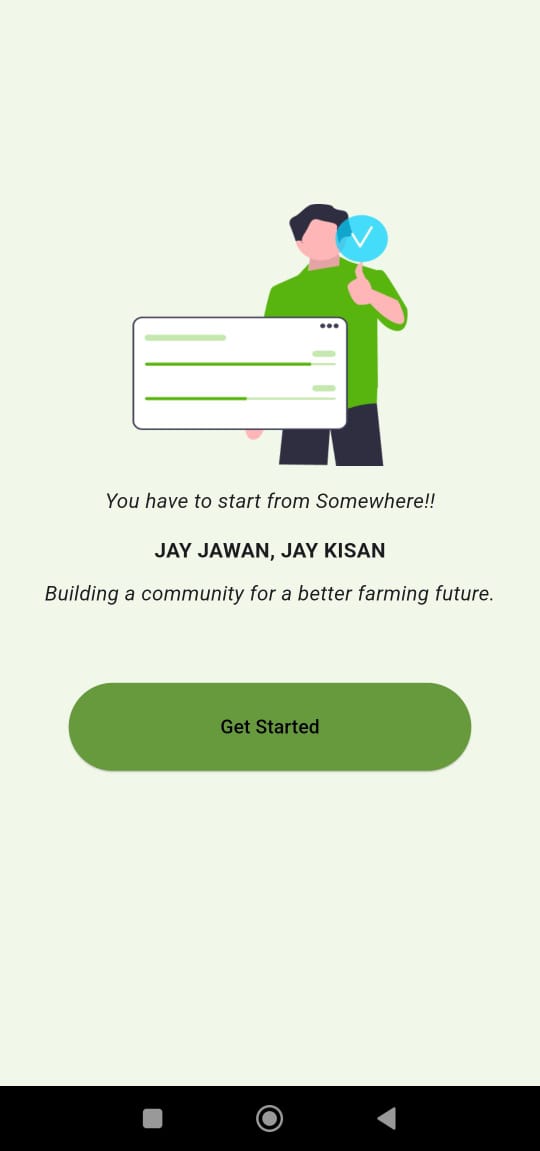 You have to start from Somewhere!!
JAY JAWAN, JAY KISAN
Building a community for a better farming future.
Get Started